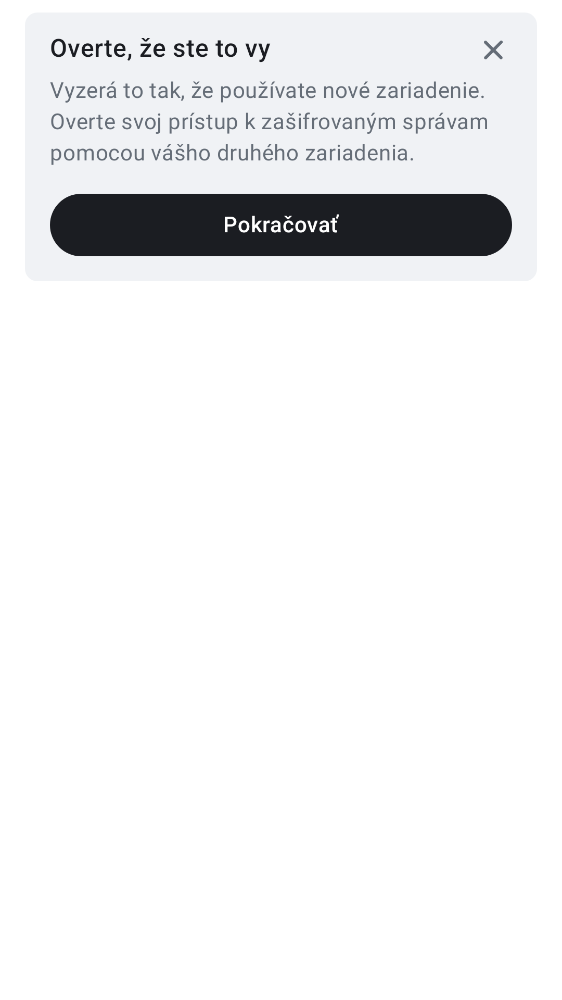 Overte, že ste to vy
Vyzerá to tak, že používate nové zariadenie.
Overte svoj prístup k zašifrovaným správam
pomocou vášho druhého zariadenia.
Pokračovať